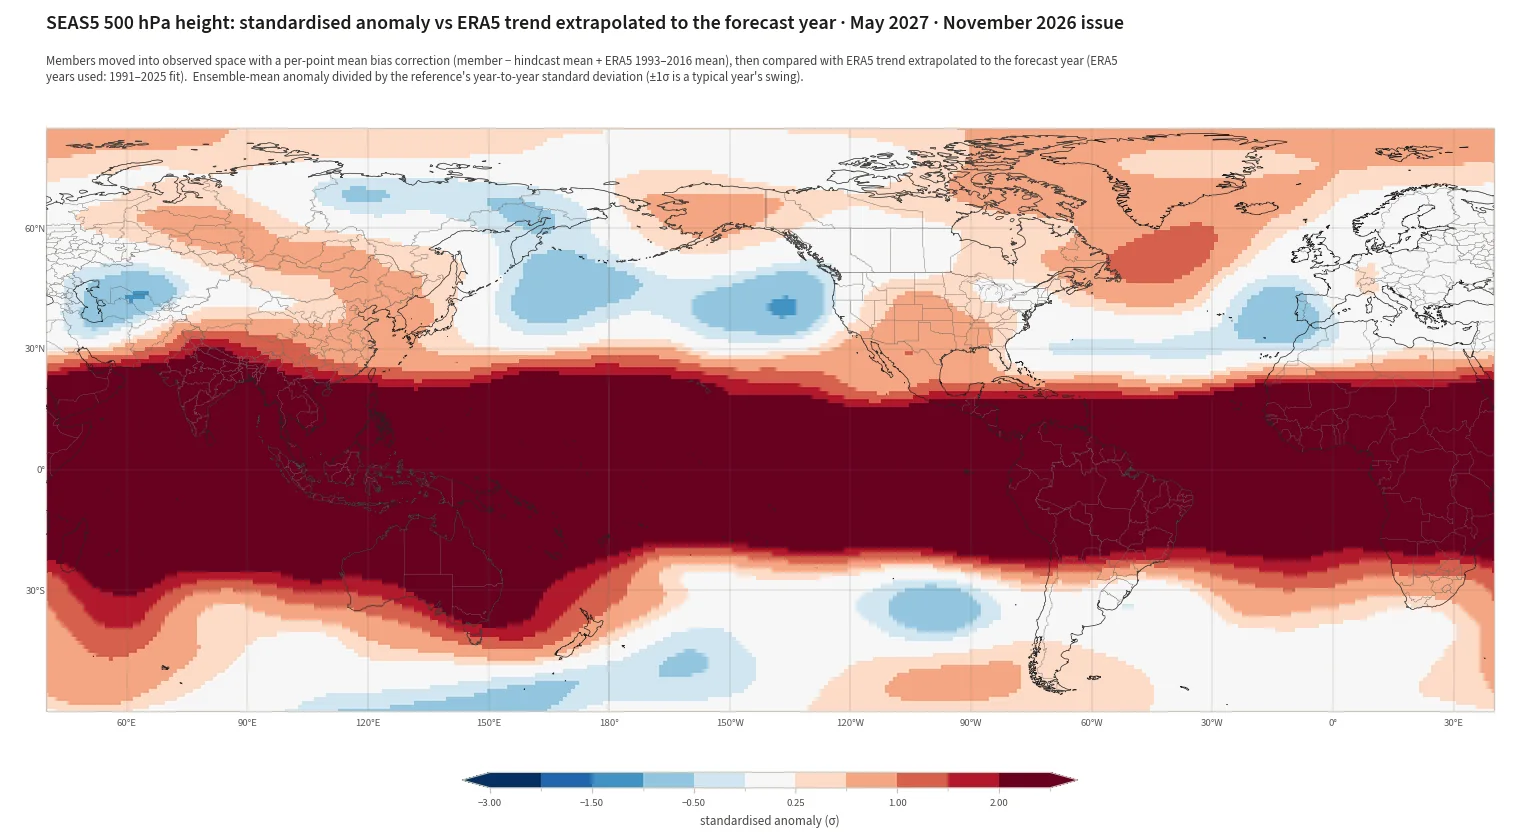 SEAS5 500 hPa height: standardised anomaly vs ERA5 trend extrapolated to the forecast year · May 2027 · November 2026 issue
Members moved into observed space with a per-point mean bias correction (member − hindcast mean + ERA5 1993–2016 mean), then compared with ERA5 trend extrapolated to the forecast year (ERA5
years used: 1991–2025 fit).  Ensemble-mean anomaly divided by the reference's year-to-year standard deviation (±1σ is a typical year's swing).
60°N
30°N
0°
30°S
60°E 90°E 120°E 150°E 180° 150°W 120°W 90°W 60°W 30°W 0° 30°E
−3.00 −1.50 −0.50 0.25 1.00 2.00
standardised anomaly (σ)